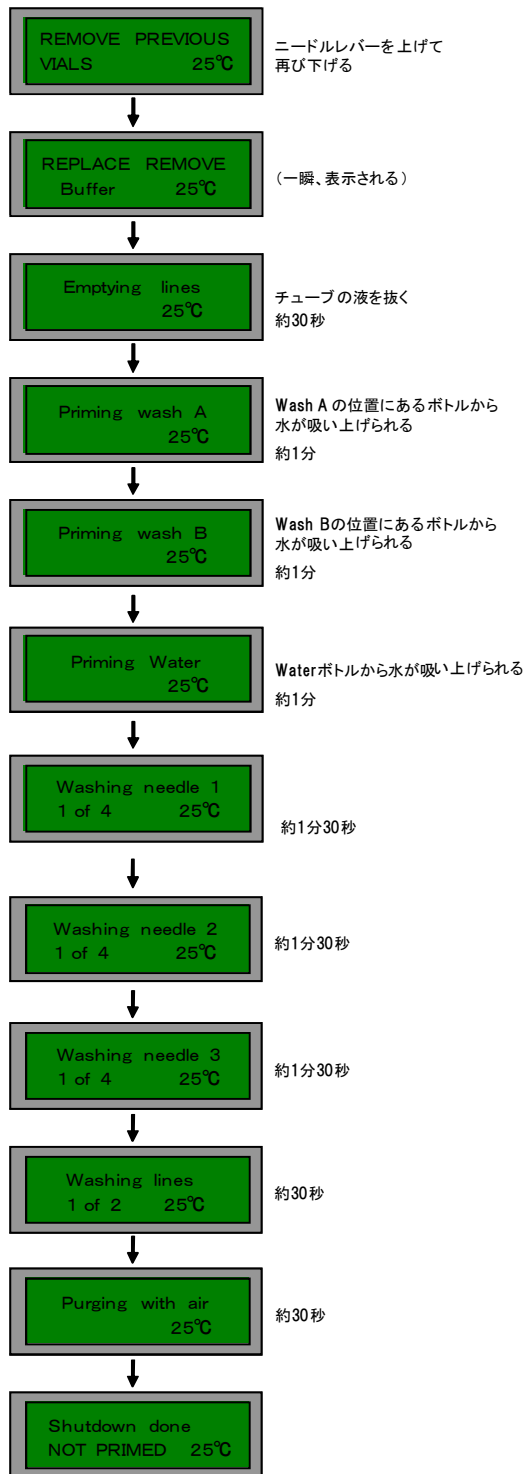 REMOVE PREVIOUS
VIALS 25℃
ニードルレバーを上げて
再び下げる
REPLACE REMOVE
Buffer 25℃
（一瞬、表示される）
Emptying lines
25℃
チューブの液を抜く
約30秒
Priming wash A
25℃
Wash A の位置にあるボトルから
水が吸い上げられる
約1分
Priming wash B
25℃
Wash Bの位置にあるボトルから
水が吸い上げられる
約1分
Priming Water
25℃
Waterボトルから水が吸い上げられる
約1分
Washing needle 1
1 of 4 25℃
約1分30秒
Washing needle 2
1 of 4 25℃
約1分30秒
Washing needle 3
1 of 4 25℃
約1分30秒
Washing lines
1 of 2 25℃
約30秒
Purging with air
25℃
約30秒
Shutdown done
NOT PRIMED 25℃